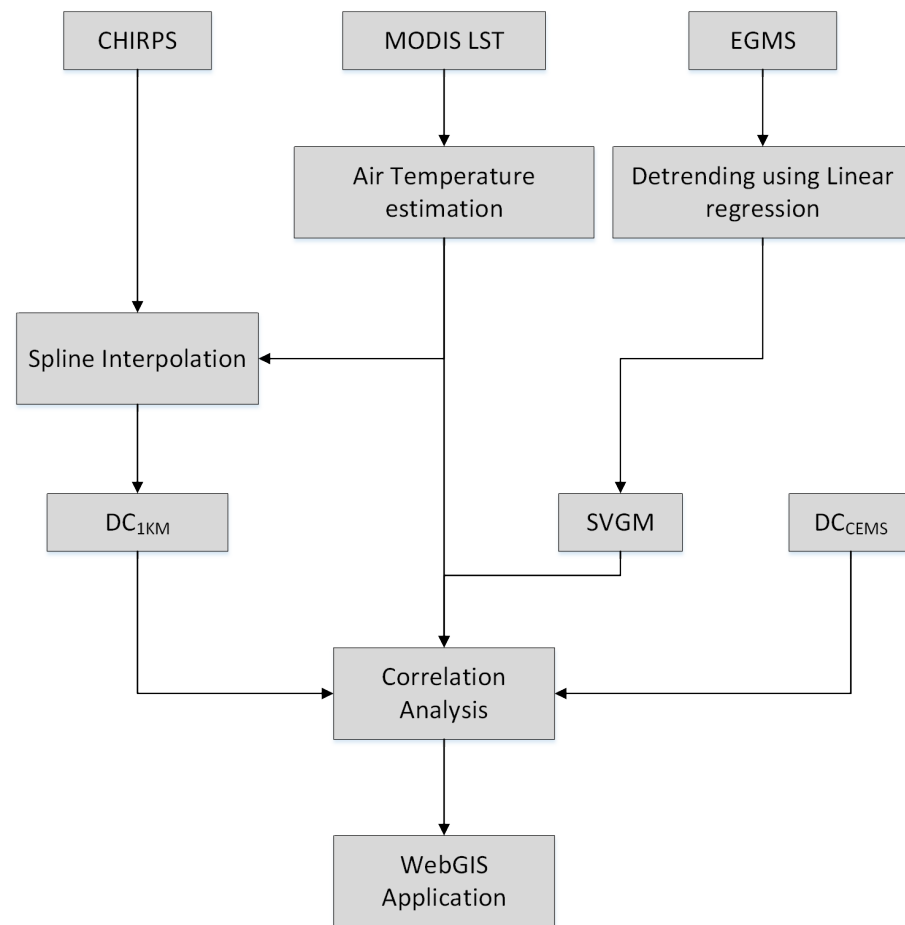 CHIRPS
MODIS LST
EGMS
Air Temperature
estimation
Detrending using Linear
regression
Spline Interpolation
DC1KM
SVGM
DCCEMS
Correlation
Analysis
WebGIS
Application